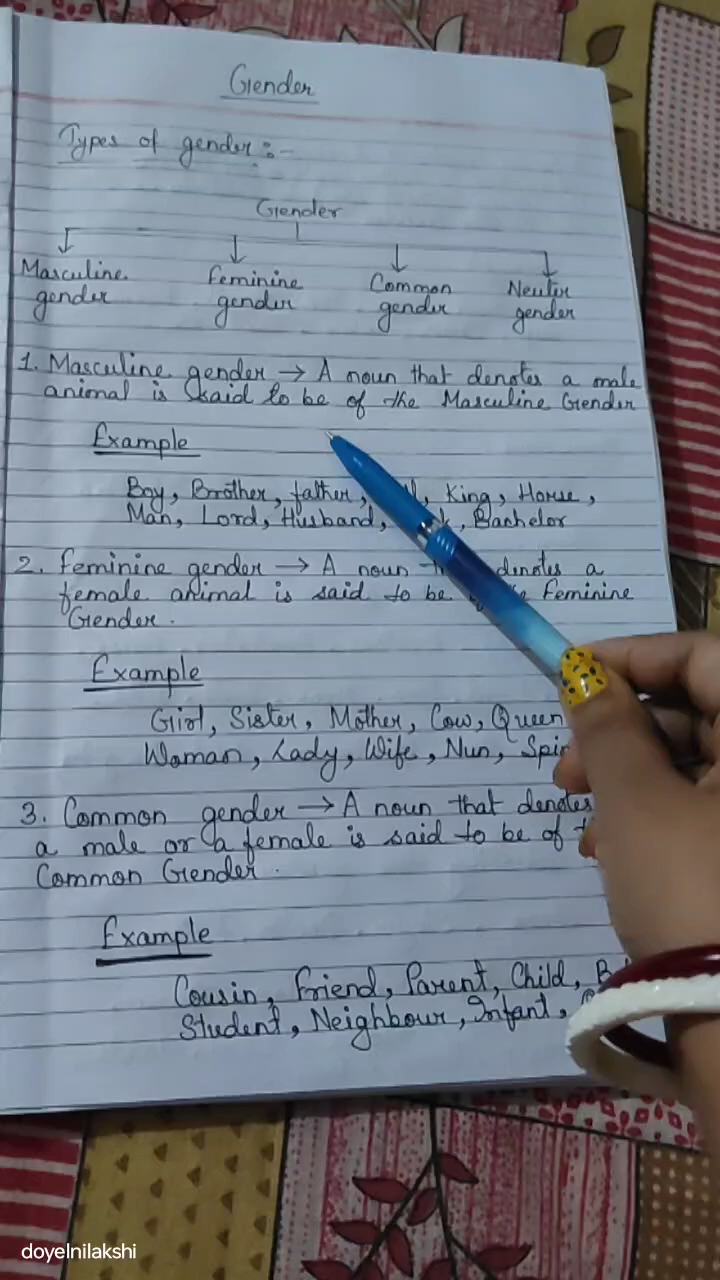 Gender
Types of gender :-
Gender
Masculine gender
Feminine gender
Common gender
Neuter gender
1. Masculine gender → A noun that denotes a male
animal is said to be of the Masculine Gender
Example
Boy, Brother, father, King, Horse,
Man, Lord, Husband, Bachelor
2. Feminine gender → A noun denotes a
female animal is said to be Feminine
Gender.
Example
Girl, Sister, Mother, Cow, Queen
Woman, Lady, Wife, Nun,
3. Common gender → A noun that denotes
a male or a female is said to be of
Common Gender.
Example
Cousin, Friend, Parent, Child,
Student, Neighbour, Infant,
doyelnilakshi